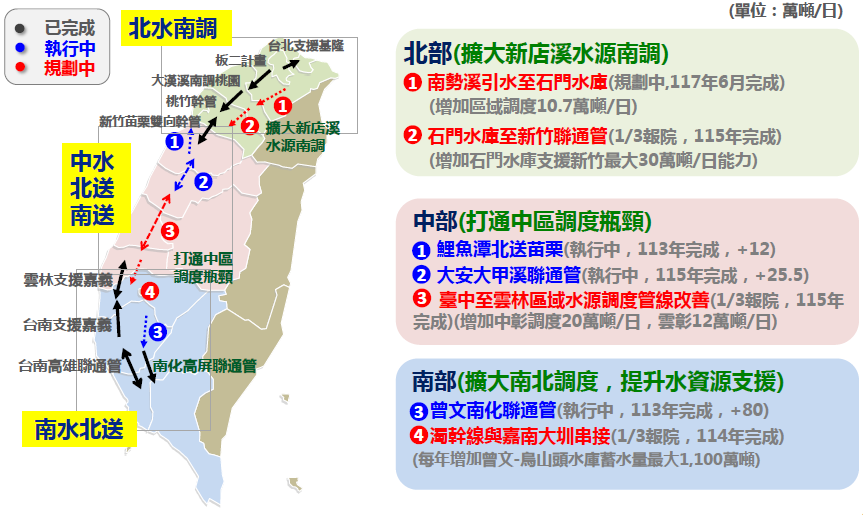 (單位：萬噸/日)
已完成
執行中
規劃中
北水南調
台北支援基隆
板二計畫
大漢溪南調桃園
桃竹幹管
新竹苗栗雙向幹管
1
2
擴大新店溪
水源南調
中水
北送
南送
1
2
3
打通中區
調度瓶頸
雲林支援嘉義
4
台南支援嘉義
3
台南高雄聯通管
南化高屏聯通管
南水北送
北部(擴大新店溪水源南調)
1 南勢溪引水至石門水庫(規劃中,117年6月完成)
(增加區域調度10.7萬噸/日)
2 石門水庫至新竹聯通管(1/3報院，115年完成)
(增加石門水庫支援新竹最大30萬噸/日能力)
中部(打通中區調度瓶頸)
1 鯉魚潭北送苗栗(執行中，113年完成，+12)
2 大安大甲溪聯通管(執行中，115年完成，+25.5)
3 臺中至雲林區域水源調度管線改善(1/3報院，115年
完成)(增加中彰調度20萬噸/日，雲彰12萬噸/日)
南部(擴大南北調度，提升水資源支援)
3 曾文南化聯通管(執行中，113年完成，+80)
4 濁幹線與嘉南大圳串接(1/3報院，114年完成)
(每年增加曾文-烏山頭水庫蓄水量最大1,100萬噸)